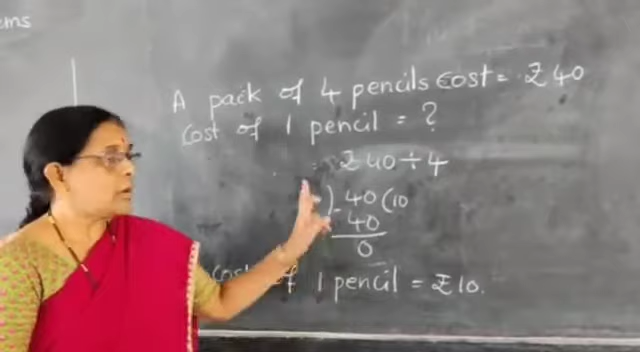 ems
A pack of 4 pencils cost = ₹40
Cost of 1 pencil = ?
= ₹40 ÷ 4
) 40 (10
- 40
0
cost of 1 pencil = ₹10.